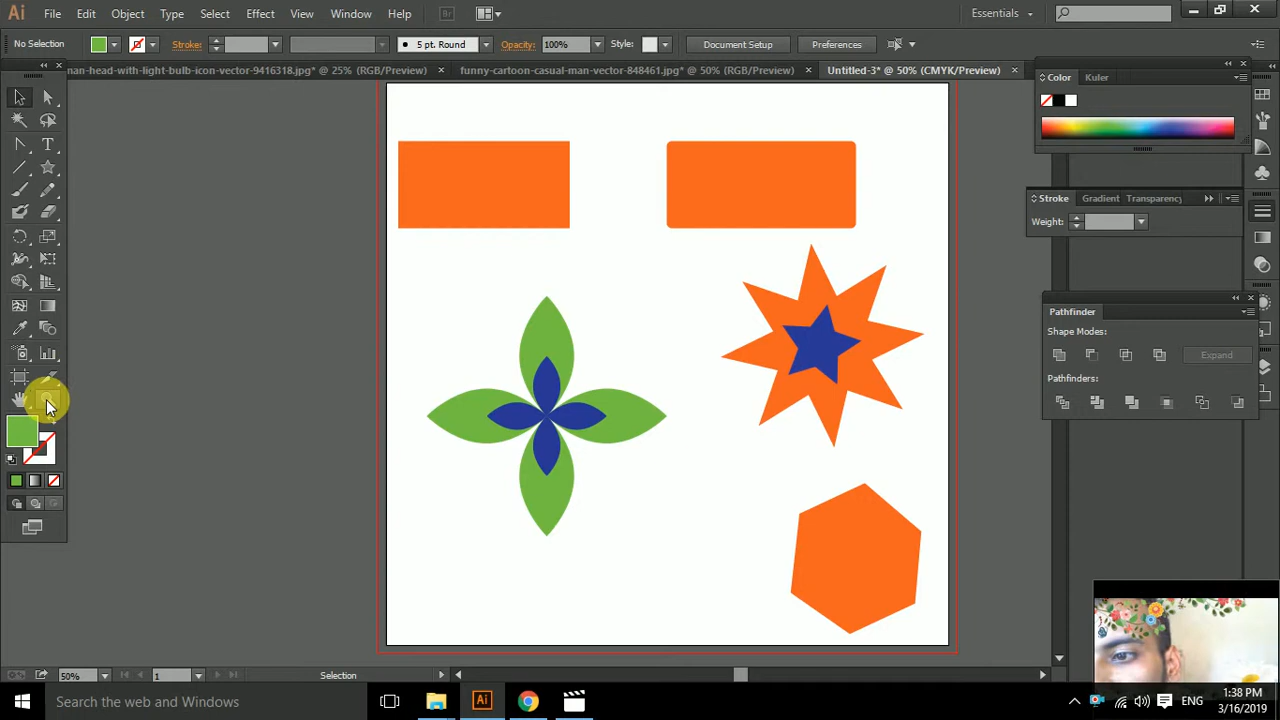 Ai File Edit Object Type Select Effect View Window Help Br Essentials
No Selection Stroke: 5 pt. Round Opacity: 100% Style: Document Setup Preferences
nan-head-with-light-bulb-icon-vector-9416318.jpg* @ 25% (RGB/Preview) funny-cartoon-casual-man-vector-848461.jpg* @ 50% (RGB/Preview) Untitled-3* @ 50% (CMYK/Preview)
Color Kuler
Stroke Gradient Transparency
Weight:
Pathfinder
Shape Modes:
Expand
Pathfinders:
50% 1 Selection
Search the web and Windows Ai ENG 1:38 PM
3/16/2019